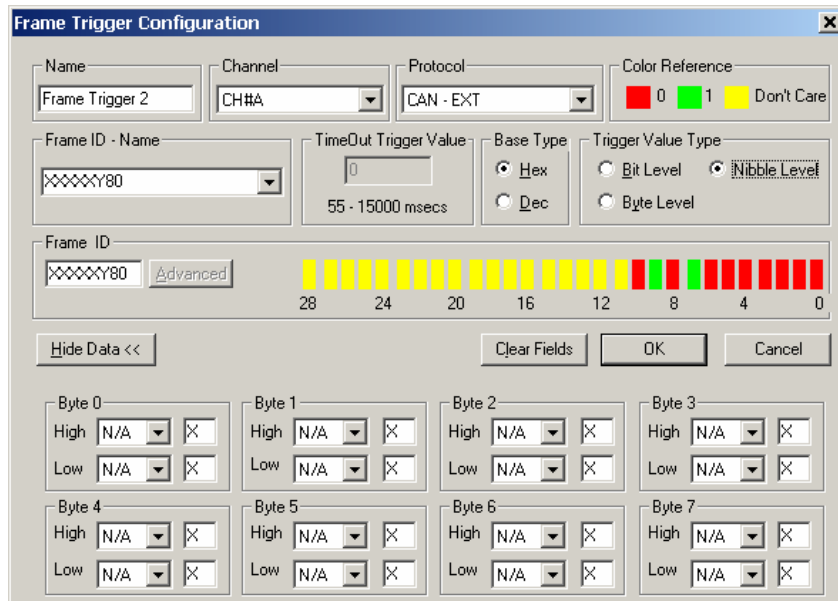 Frame Trigger Configuration
Name Channel Protocol Color Reference
Frame Trigger 2 CH#A CAN - EXT 0 1 Don't Care
Frame ID - Name TimeOut Trigger Value Base Type Trigger Value Type
XXXXXY80 0 Hex Bit Level Nibble Level
55 - 15000 msecs Dec Byte Level
Frame ID
XXXXXY80 Advanced
28 24 20 16 12 8 4 0
Hide Data << Clear Fields OK Cancel
Byte 0 Byte 1 Byte 2 Byte 3
High N/A X High N/A X High N/A X High N/A X
Low N/A X Low N/A X Low N/A X Low N/A X
Byte 4 Byte 5 Byte 6 Byte 7
High N/A X High N/A X High N/A X High N/A X
Low N/A X Low N/A X Low N/A X Low N/A X